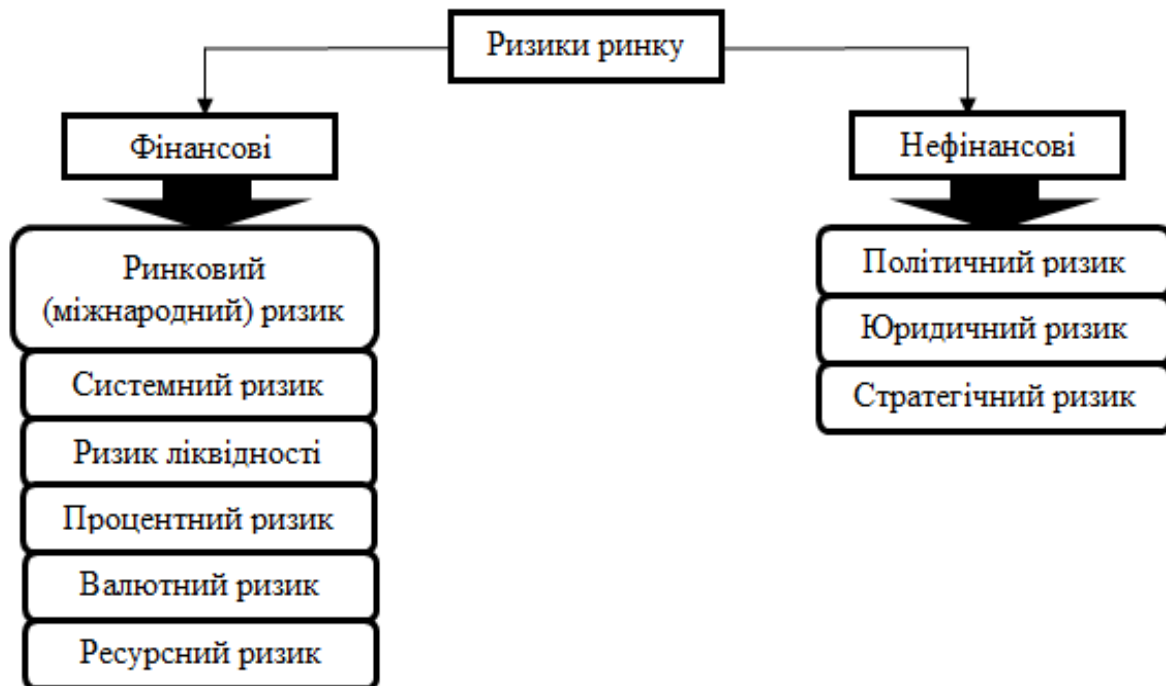 Ризики ринку
Фінансові
Нефінансові
Ринковий
(міжнародний) ризик
Системний ризик
Ризик ліквідності
Процентний ризик
Валютний ризик
Ресурсний ризик
Політичний ризик
Юридичний ризик
Стратегічний ризик